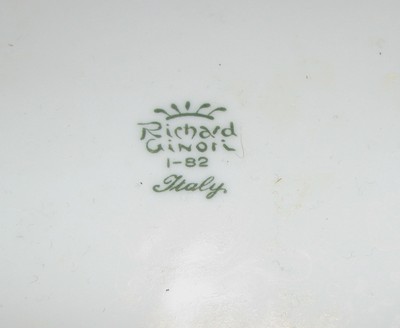 Richard
Ginori
1-82
Italy